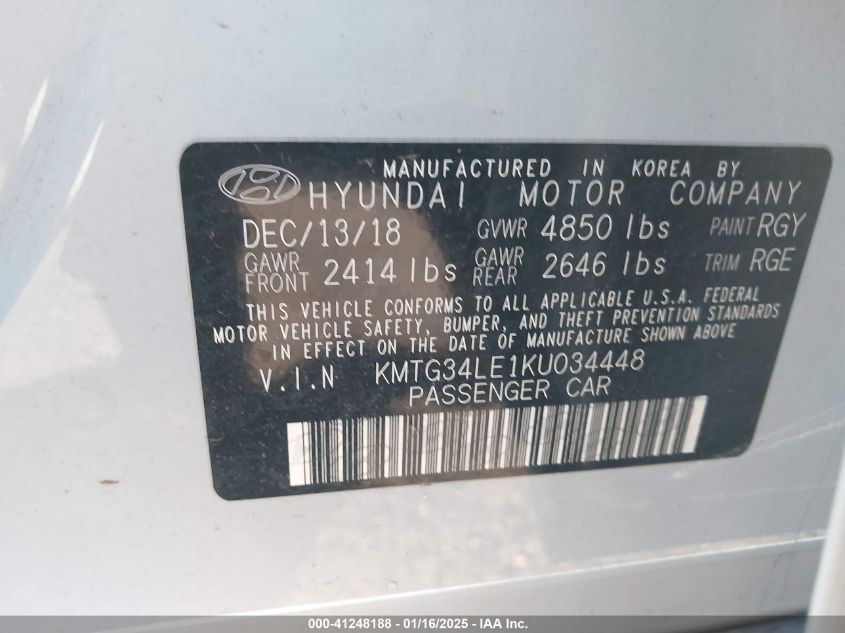 MANUFACTURED IN KOREA BY
HYUNDAI MOTOR COMPANY
DEC/13/18 GVWR 4850 lbs PAINT RGY
GAWR FRONT 2414 lbs GAWR REAR 2646 lbs TRIM RGE
THIS VEHICLE CONFORMS TO ALL APPLICABLE U.S.A. FEDERAL
MOTOR VEHICLE SAFETY, BUMPER, AND THEFT PREVENTION STANDARDS
IN EFFECT ON THE DATE OF MANUFACTURE SHOWN ABOVE
V.I.N KMTG34LE1KU034448
PASSENGER CAR
000-41248188 - 01/16/2025 - IAA Inc.